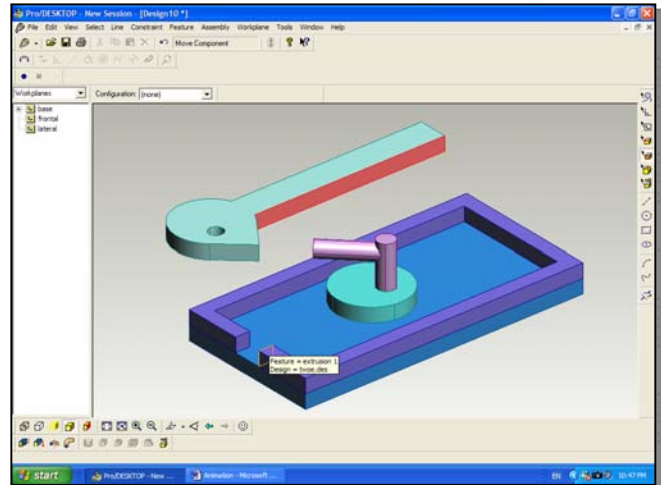 Pro/DESKTOP - New Session - [Design10 *]
File Edit View Select Line Constraint Feature Assembly Workplane Tools Window Help
Move Component
Workplanes Configuration: (none)
base
frontal
lateral
Feature = extrusion 1
Design = twoe.des
start Pro/DESKTOP - New ... Animation - Microsoft ... EN 10:47 PM